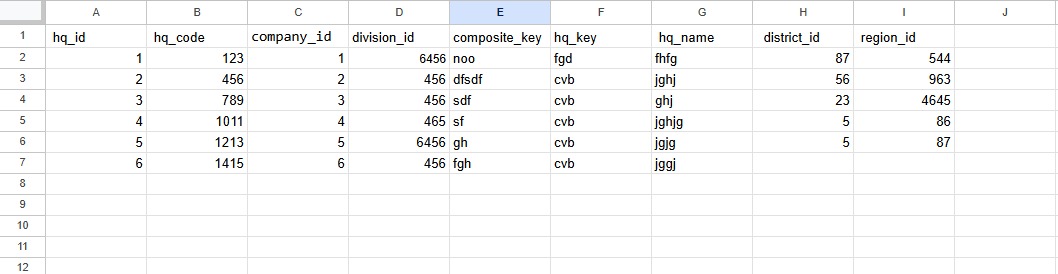 A B C D E F G H I J
1 hq_id hq_code company_id division_id composite_key hq_key hq_name district_id region_id
2 1 123 1 6456 noo fgd fhfg 87 544
3 2 456 2 456 dfsdf cvb jghj 56 963
4 3 789 3 456 sdf cvb ghj 23 4645
5 4 1011 4 465 sf cvb jghjg 5 86
6 5 1213 5 6456 gh cvb jgjg 5 87
7 6 1415 6 456 fgh cvb jggj
8
9
10
11
12